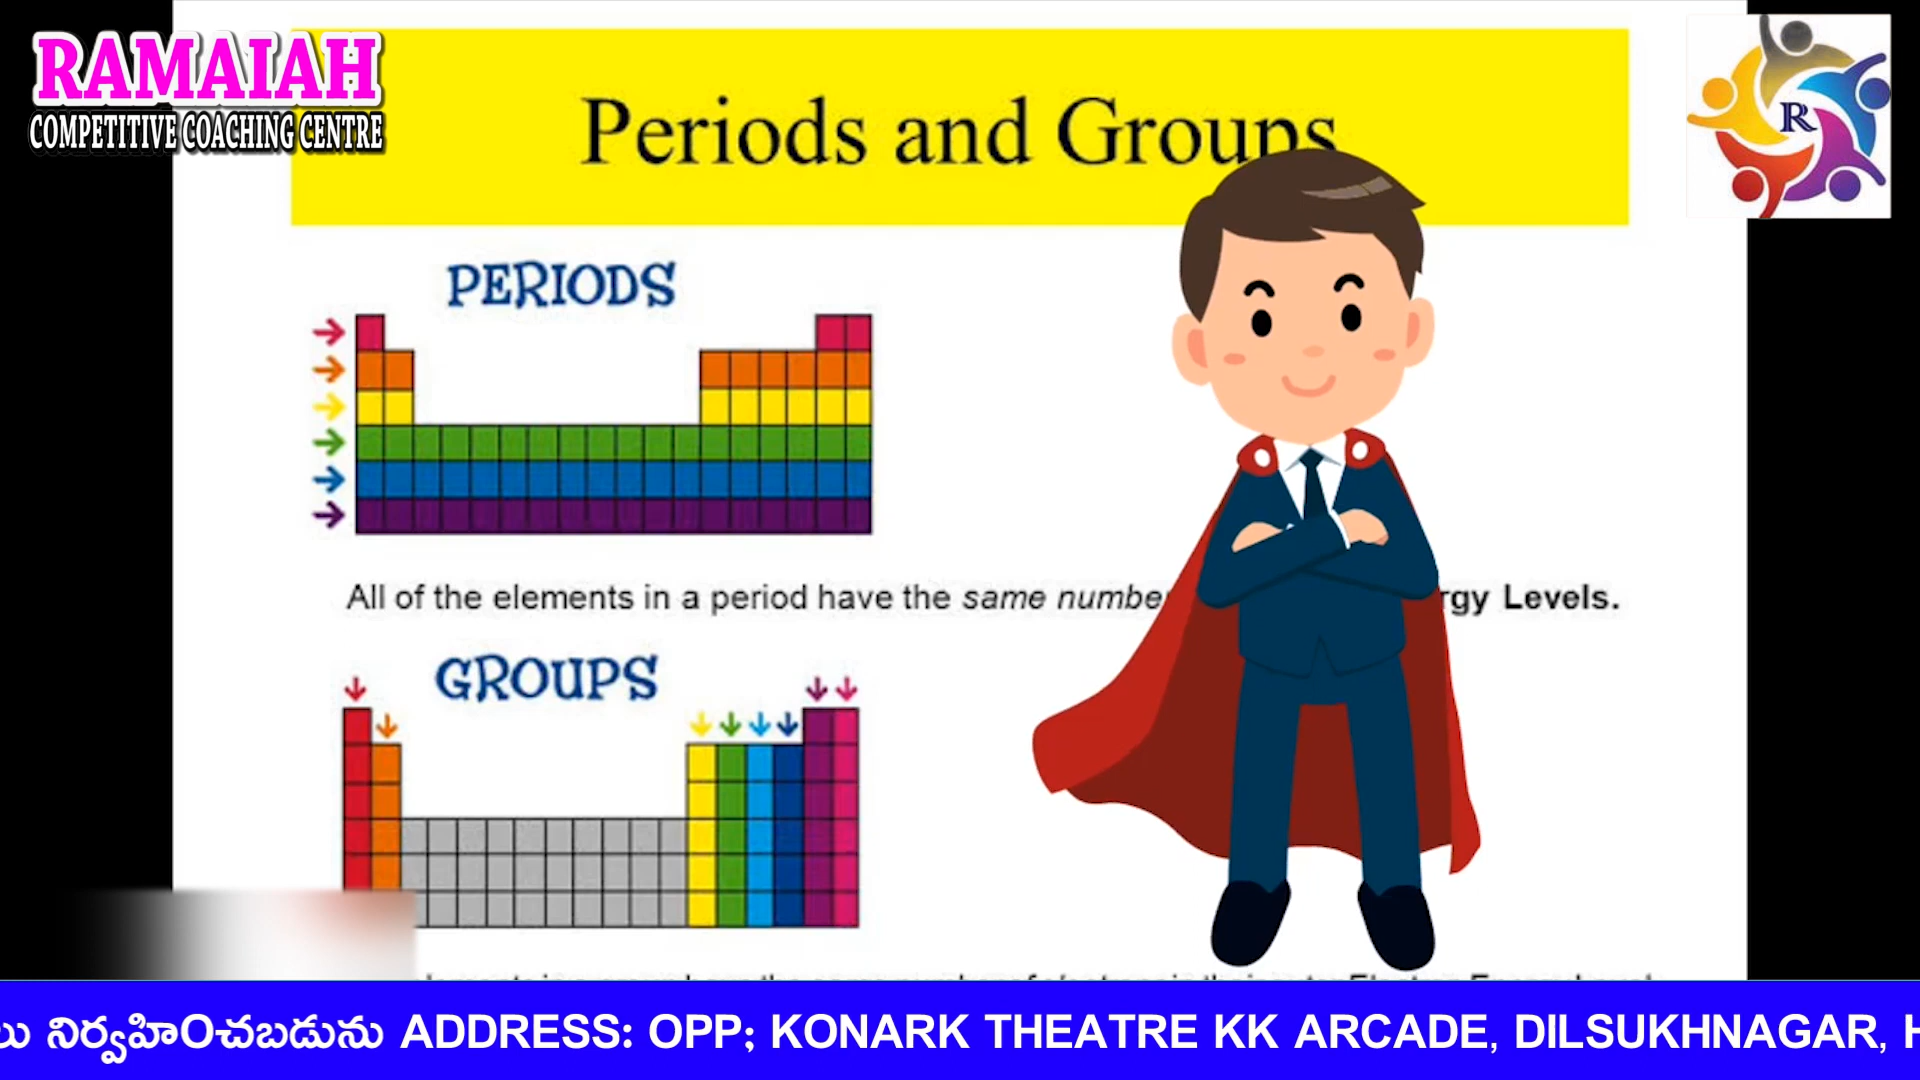 RAMAIAH
COMPETITIVE COACHING CENTRE
Periods and Groups
R
PERIODS
All of the elements in a period have the same number rgy Levels.
GROUPS
లు నిర్వహించబడును ADDRESS: OPP; KONARK THEATRE KK ARCADE, DILSUKHNAGAR, H